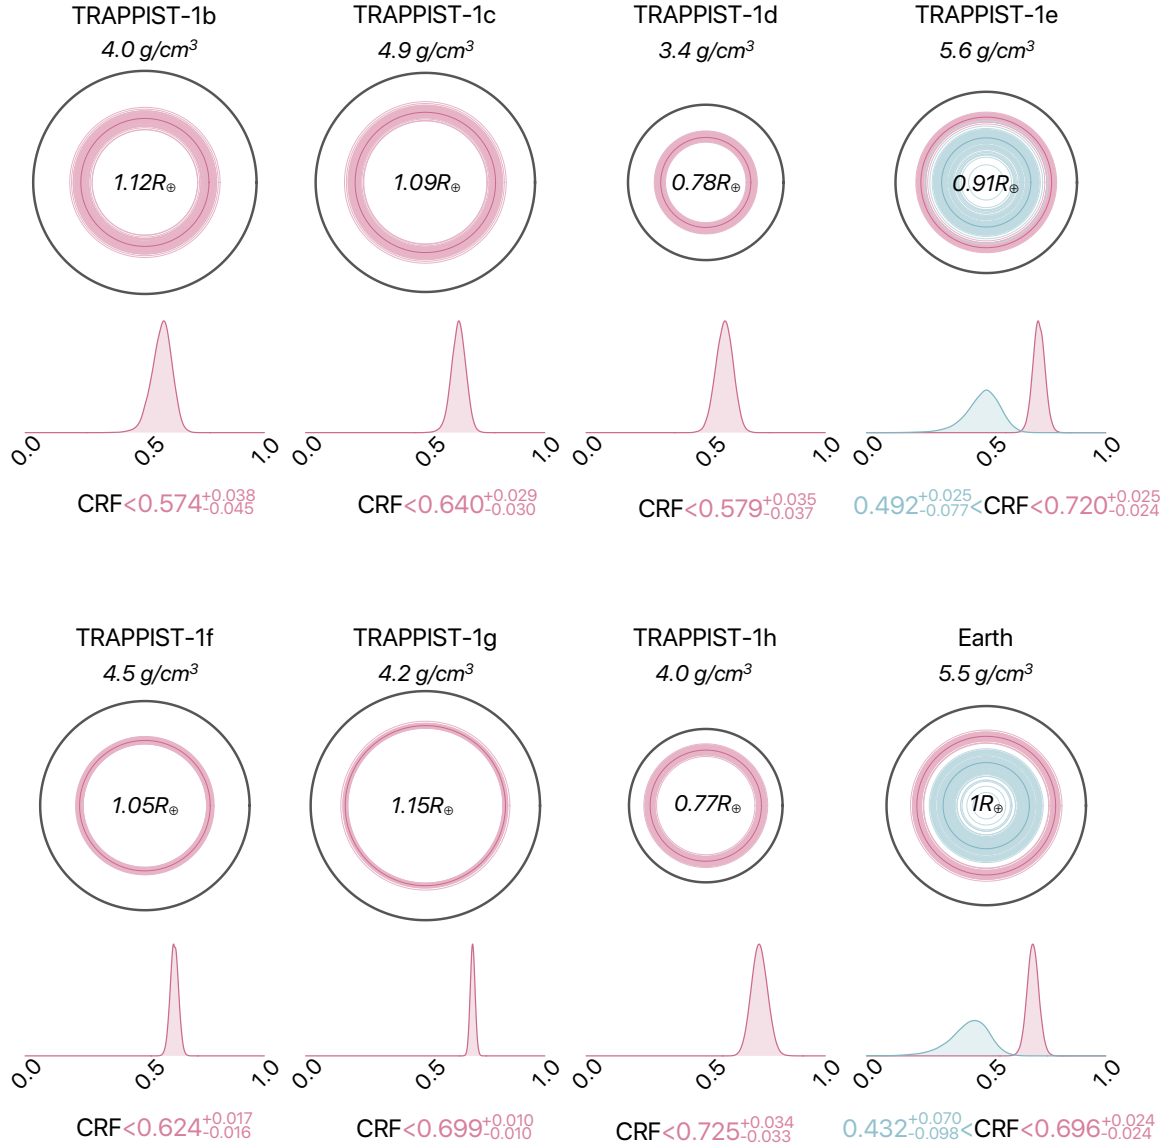 TRAPPIST-1b
4.0 g/cm³
1.12R⊕
0.0 0.5 1.0
CRF<0.574+0.038-0.045
TRAPPIST-1c
4.9 g/cm³
1.09R⊕
0.0 0.5 1.0
CRF<0.640+0.029-0.030
TRAPPIST-1d
3.4 g/cm³
0.78R⊕
0.0 0.5 1.0
CRF<0.579+0.035-0.037
TRAPPIST-1e
5.6 g/cm³
0.91R⊕
0.0 0.5 1.0
0.492+0.025-0.077<CRF<0.720+0.025-0.024
TRAPPIST-1f
4.5 g/cm³
1.05R⊕
0.0 0.5 1.0
CRF<0.624+0.017-0.016
TRAPPIST-1g
4.2 g/cm³
1.15R⊕
0.0 0.5 1.0
CRF<0.699+0.010-0.010
TRAPPIST-1h
4.0 g/cm³
0.77R⊕
0.0 0.5 1.0
CRF<0.725+0.034-0.033
Earth
5.5 g/cm³
1R⊕
0.0 0.5 1.0
0.432+0.070-0.098<CRF<0.696+0.024-0.024